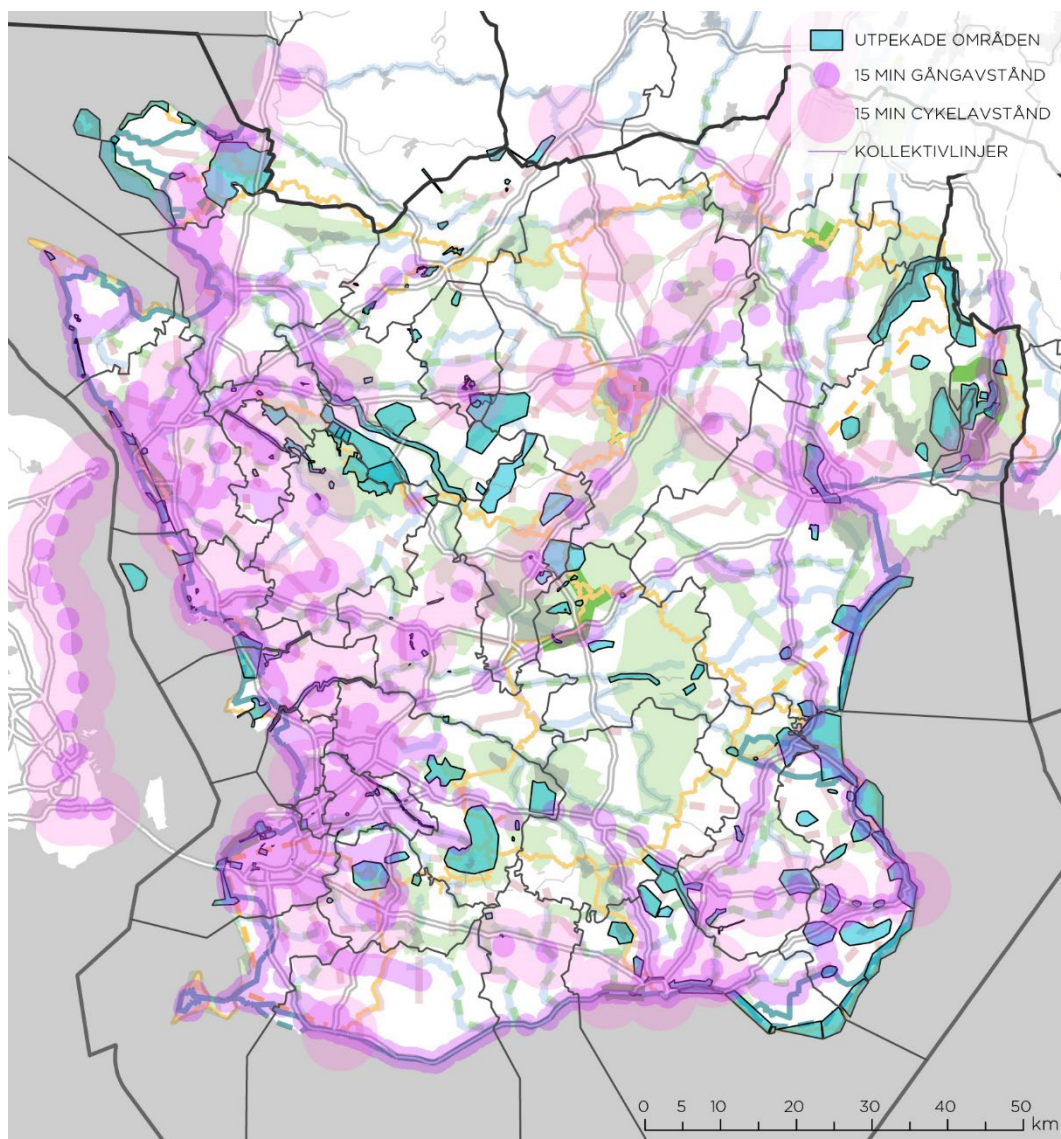 UTPEKADE OMRÅDEN
15 MIN GÅNGAVSTÅND
15 MIN CYKELAVSTÅND
KOLLEKTIVLINJER
0 5 10 20 30 40 50
km